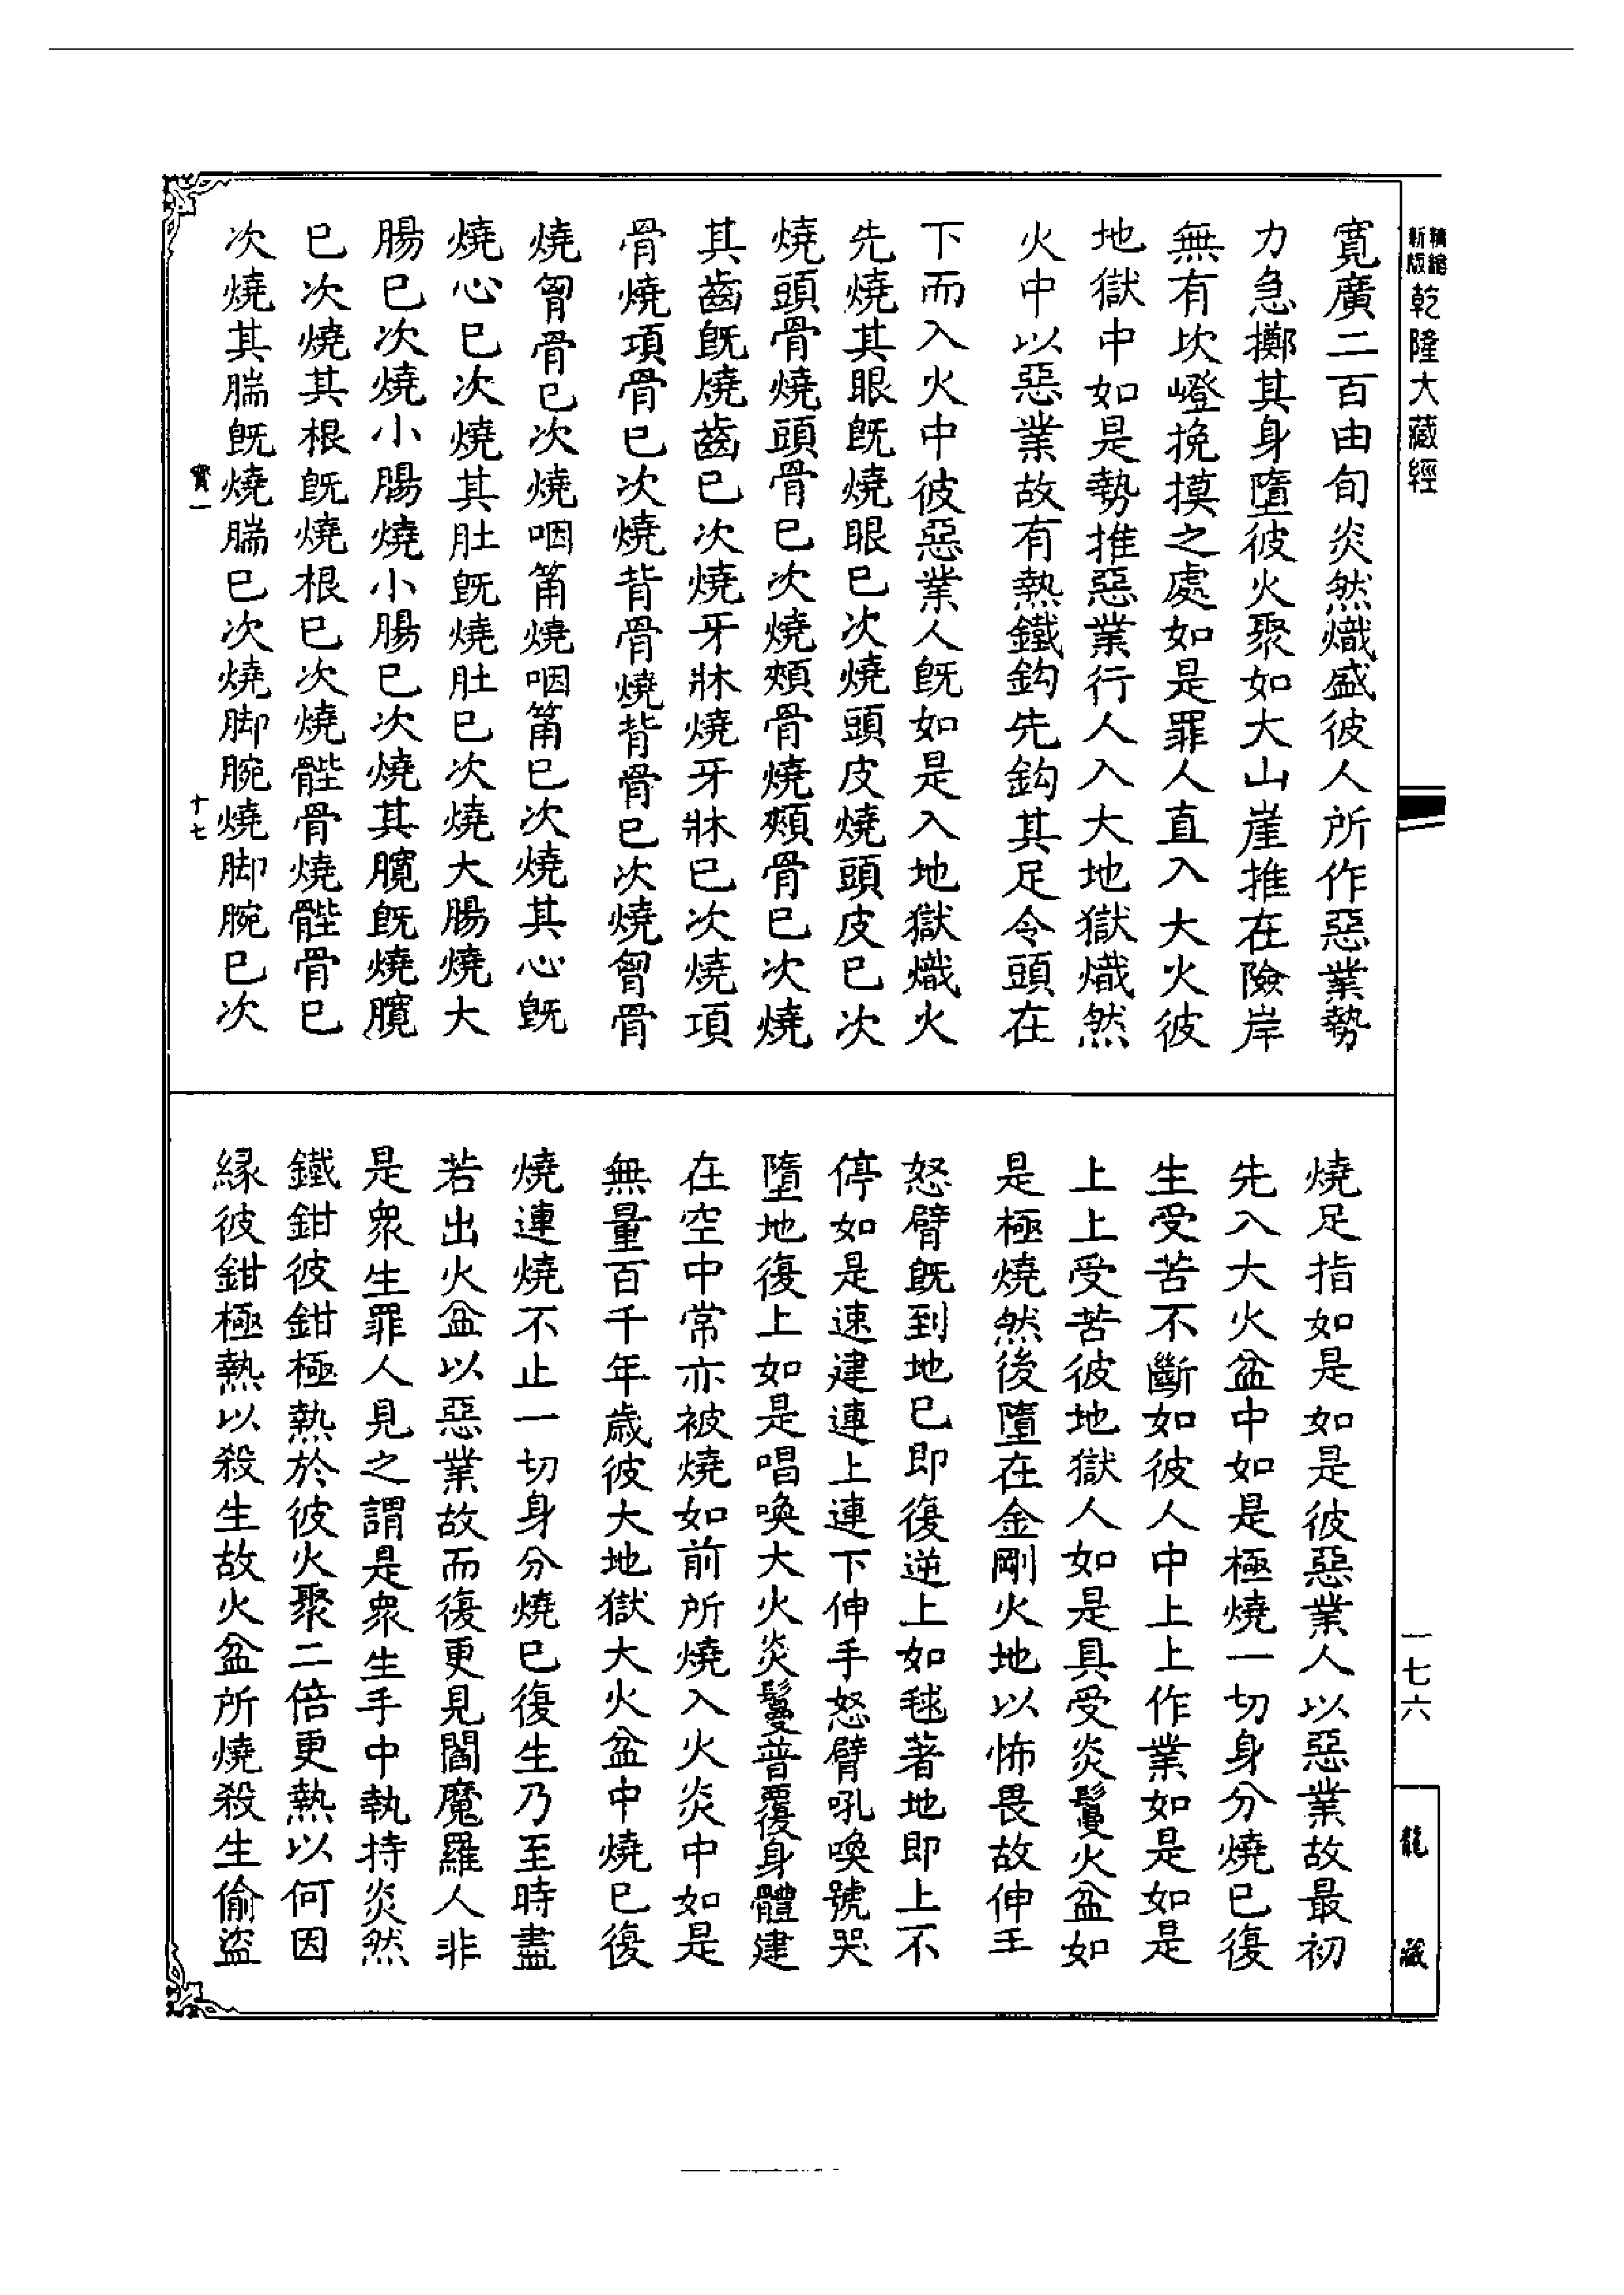 精縮新版乾隆大藏經
寬廣二百由旬炎然熾盛彼人所作惡業勢
力急擲其身墮彼火聚如大山崖推在險岸
無有坎嶝挽摸之處如是罪人直入大火彼
地獄中如是勢推惡業行人入大地獄熾然
火中以惡業故有熱鐵鈎先鈎其足令頭在
下而入火中彼惡業人旣如是入地獄熾火
先燒其眼旣燒眼已次燒頭皮燒頭皮已次
燒頭骨燒頭骨已次燒頰骨燒頰骨已次燒
其齒旣燒齒已次燒牙牀燒牙牀已次燒項
骨燒項骨已次燒背骨燒背骨已次燒胷骨
燒胷骨已次燒咽筩燒咽筩已次燒其心旣
燒心已次燒其肚旣燒肚已次燒大腸燒大
腸已次燒小腸燒小腸已次燒其臗旣燒臗
已次燒其根旣燒根已次燒髀骨燒髀骨已
次燒其腨旣燒腨已次燒脚腕燒脚腕已次
寶一
十七
燒足指如是如是彼惡業人以惡業故最初
先入大火盆中如是極燒一切身分燒已復
生受苦不斷如彼人中上上作業如是如是
上上受苦彼地獄人如是具受炎鬘火盆如
是極燒然後墮在金剛火地以怖畏故伸手
怒臂旣到地已即復逆上如毬著地即上不
停如是速建連上連下伸手怒臂吼喚號哭
墮地復上如是唱喚大火炎鬘普覆身體建
在空中常亦被燒如前所燒入火炎中如是
無量百千年歲彼大地獄大火盆中燒已復
燒連燒不止一切身分燒已復生乃至時盡
若出火盆以惡業故而復更見閻魔羅人非
是衆生罪人見之謂是衆生手中執持炎然
鐵鉗彼鉗極熱於彼火聚二倍更熱以何因
緣彼鉗極熱以殺生故火盆所燒殺生偷盜
一七六
龍藏